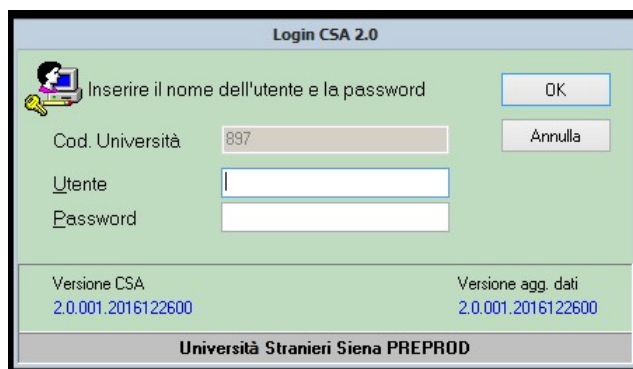 Login CSA 2.0
Inserire il nome dell'utente e la password
OK
Cod. Università 897
Annulla
Utente
Password
Versione CSA
2.0.001.2016122600
Versione agg. dati
2.0.001.2016122600
Università Stranieri Siena PREPROD